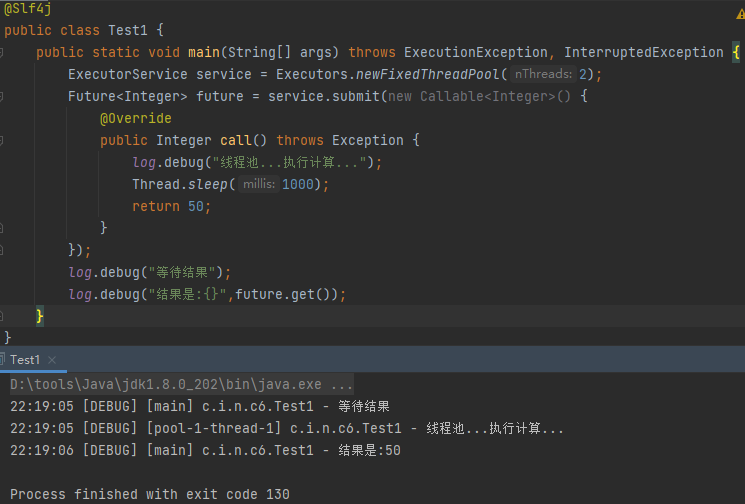 @Slf4j
public class Test1 {
    public static void main(String[] args) throws ExecutionException, InterruptedException {
        ExecutorService service = Executors.newFixedThreadPool( nThreads: 2);
        Future<Integer> future = service.submit(new Callable<Integer>() {
            @Override
            public Integer call() throws Exception {
                log.debug("线程池...执行计算...");
                Thread.sleep( millis: 1000);
                return 50;
            }
        });
        log.debug("等待结果");
        log.debug("结果是:{}",future.get());
    }
}
Test1
D:\tools\Java\jdk1.8.0_202\bin\java.exe ...
22:19:05 [DEBUG] [main] c.i.n.c6.Test1 - 等待结果
22:19:05 [DEBUG] [pool-1-thread-1] c.i.n.c6.Test1 - 线程池...执行计算...
22:19:06 [DEBUG] [main] c.i.n.c6.Test1 - 结果是:50
Process finished with exit code 130